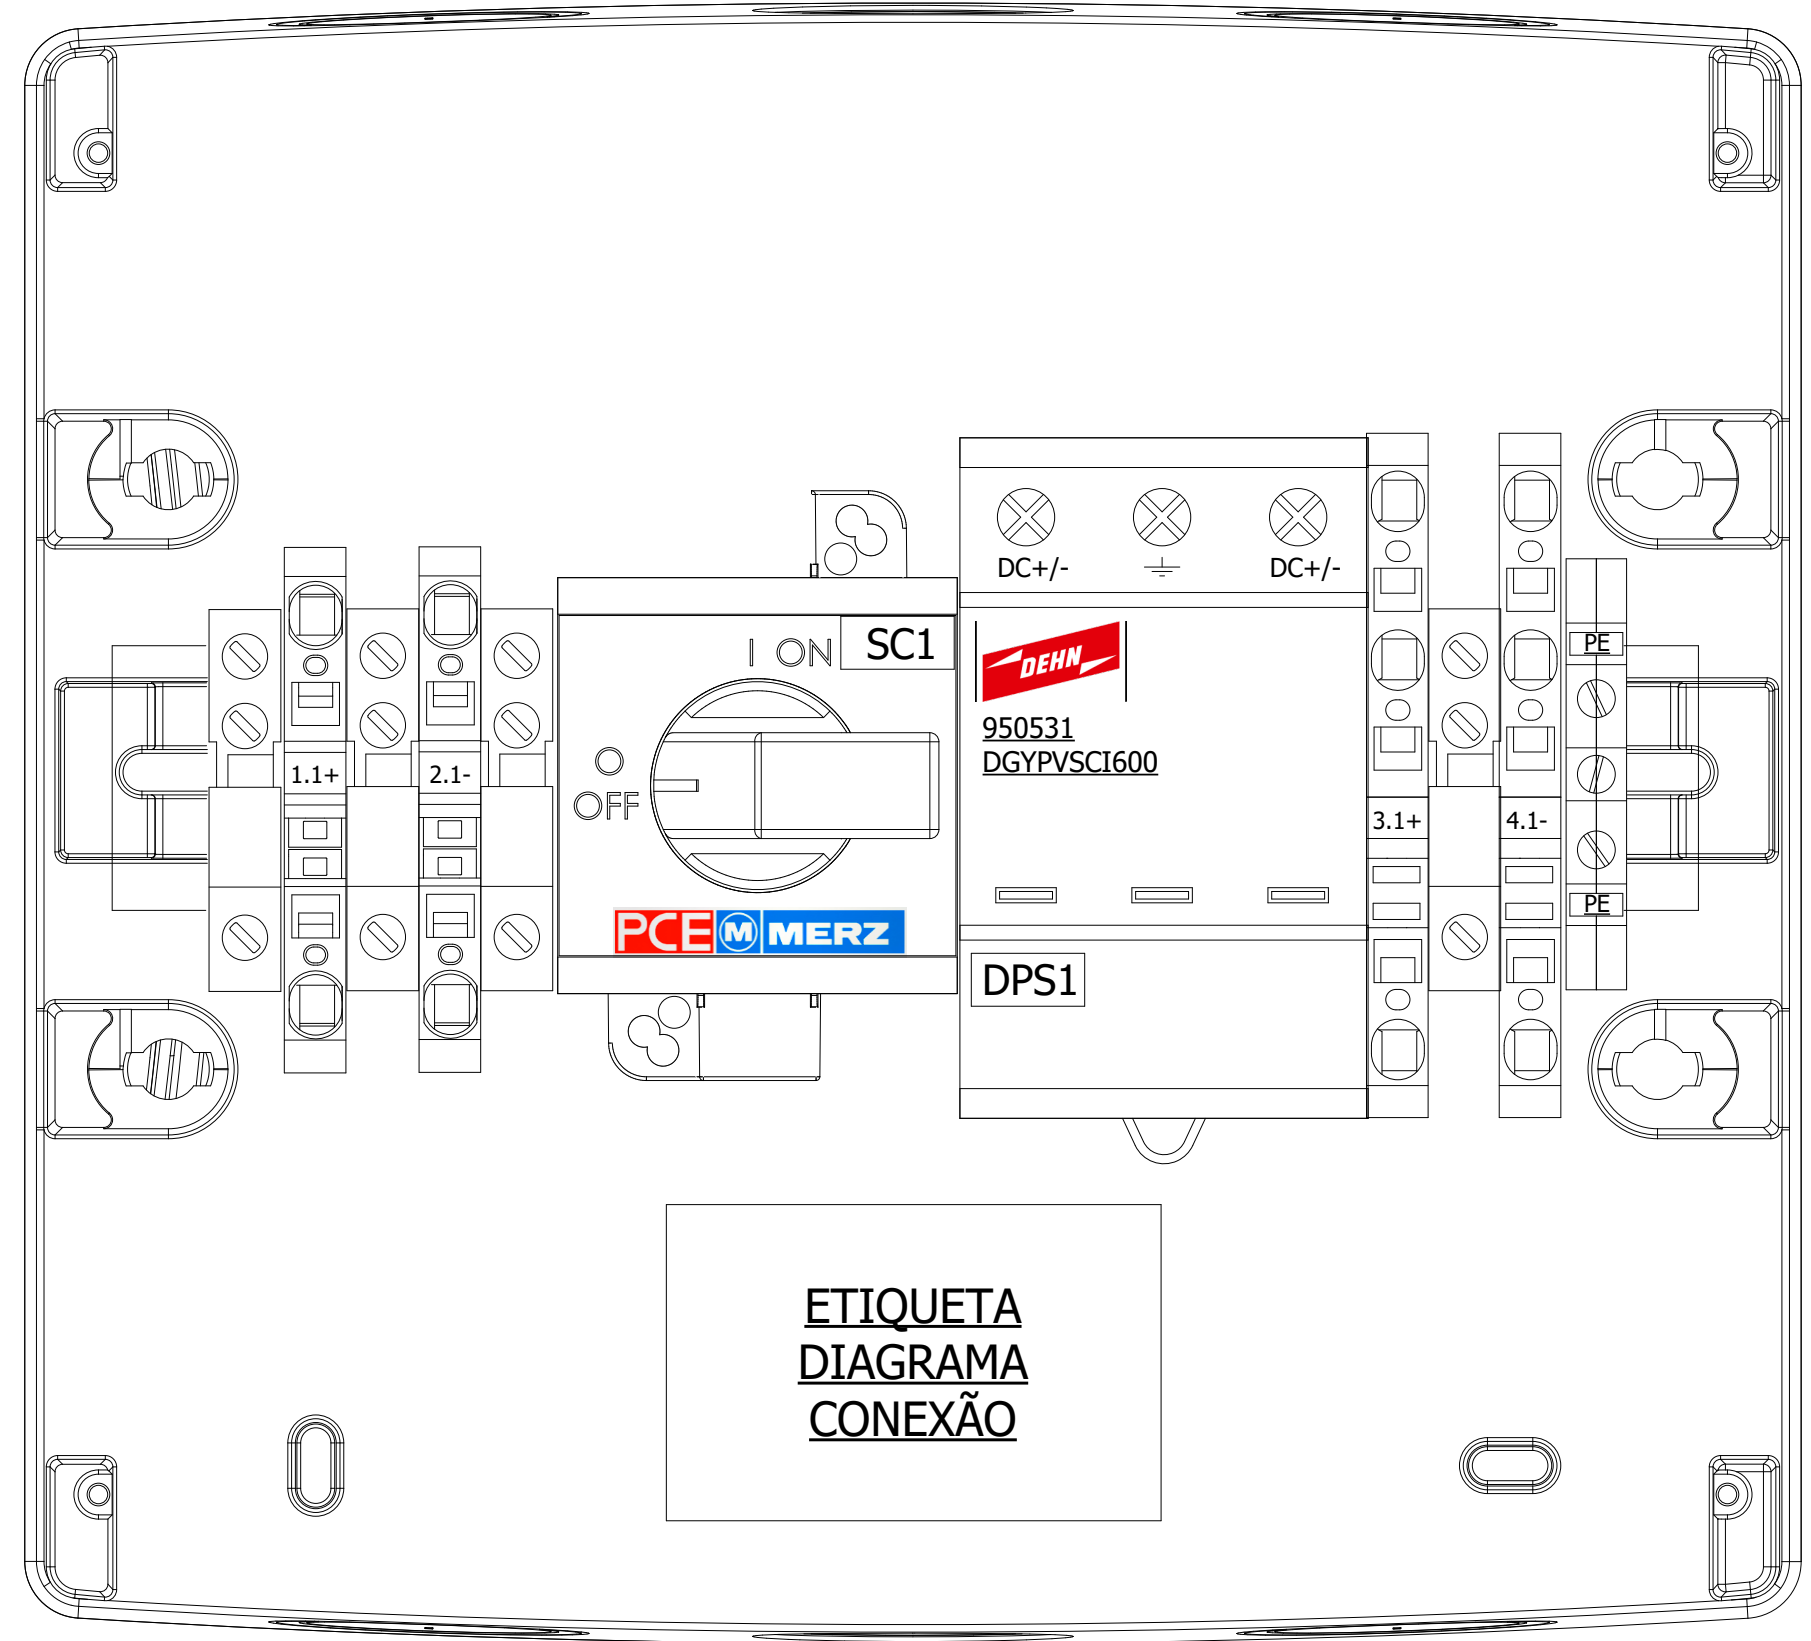 DC+/-
DC+/-
I ON
SC1
DEHN
PE
950531
DGYPVSCI600
1.1+
2.1-
OFF
3.1+
4.1-
PE
PCE M MERZ
DPS1
ETIQUETA
DIAGRAMA
CONEXÃO